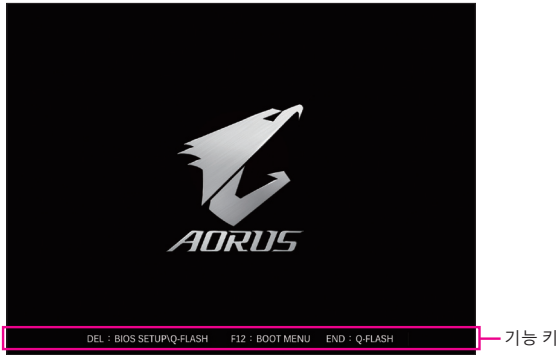 AORUS
DEL : BIOS SETUP\Q-FLASH F12 : BOOT MENU END : Q-FLASH
기능 키